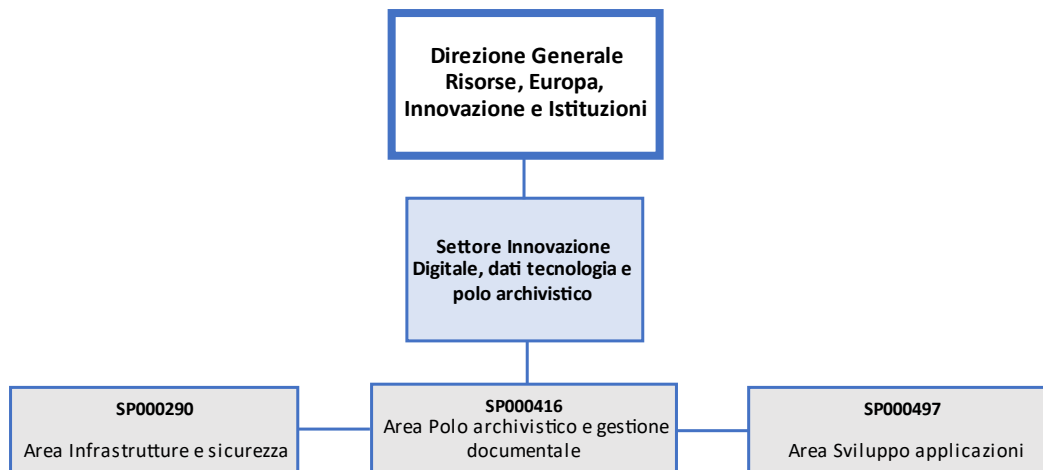 Direzione Generale
Risorse, Europa,
Innovazione e Istituzioni
Settore Innovazione
Digitale, dati tecnologia e
polo archivistico
SP000290
Area Infrastrutture e sicurezza
SP000416
Area Polo archivistico e gestione
documentale
SP000497
Area Sviluppo applicazioni